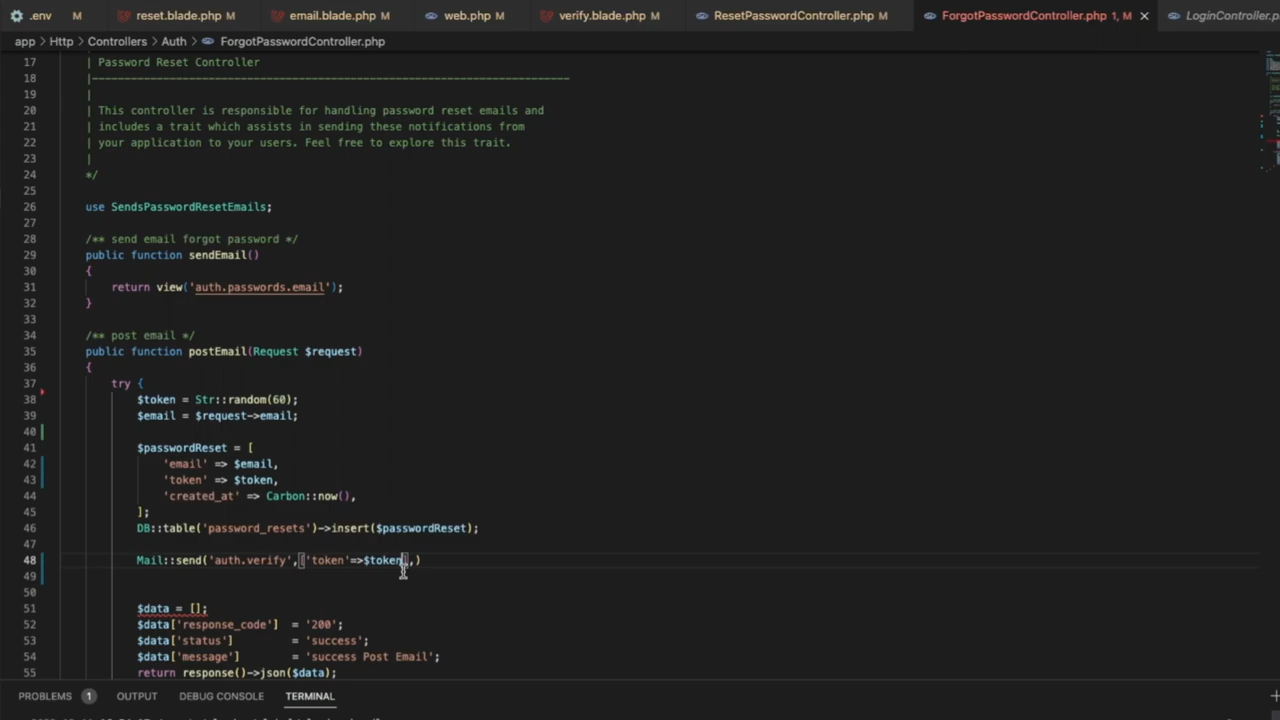 .env M reset.blade.php M email.blade.php M web.php M verify.blade.php M ResetPasswordController.php M ForgotPasswordController.php 1, M LoginController.p
app > Http > Controllers > Auth > ForgotPasswordController.php
17 | Password Reset Controller
18 |--------------------------------------------------------------------------
19 |
20 | This controller is responsible for handling password reset emails and
21 | includes a trait which assists in sending these notifications from
22 | your application to your users. Feel free to explore this trait.
23 |
24 */
25
26 use SendsPasswordResetEmails;
27
28 /** send email forgot password */
29 public function sendEmail()
30 {
31 return view('auth.passwords.email');
32 }
33
34 /** post email */
35 public function postEmail(Request $request)
36 {
37 try {
38 $token = Str::random(60);
39 $email = $request->email;
40
41 $passwordReset = [
42 'email' => $email,
43 'token' => $token,
44 'created_at' => Carbon::now(),
45 ];
46 DB::table('password_resets')->insert($passwordReset);
47
48 Mail::send('auth.verify',['token'=>$token],)
49
50
51 $data = [];
52 $data['response_code'] = '200';
53 $data['status'] = 'success';
54 $data['message'] = 'success Post Email';
55 return response()->json($data);
PROBLEMS 1 OUTPUT DEBUG CONSOLE TERMINAL